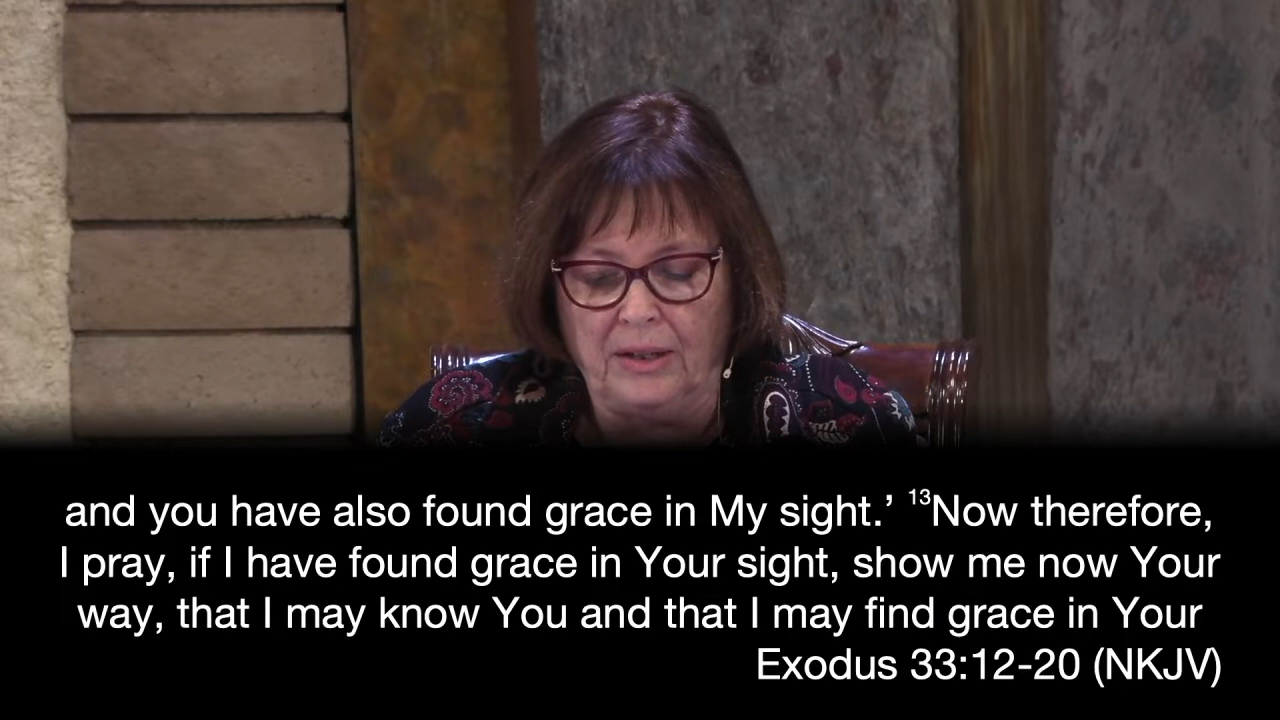 and you have also found grace in My sight.’ ¹³Now therefore,
I pray, if I have found grace in Your sight, show me now Your
way, that I may know You and that I may find grace in Your
Exodus 33:12-20 (NKJV)